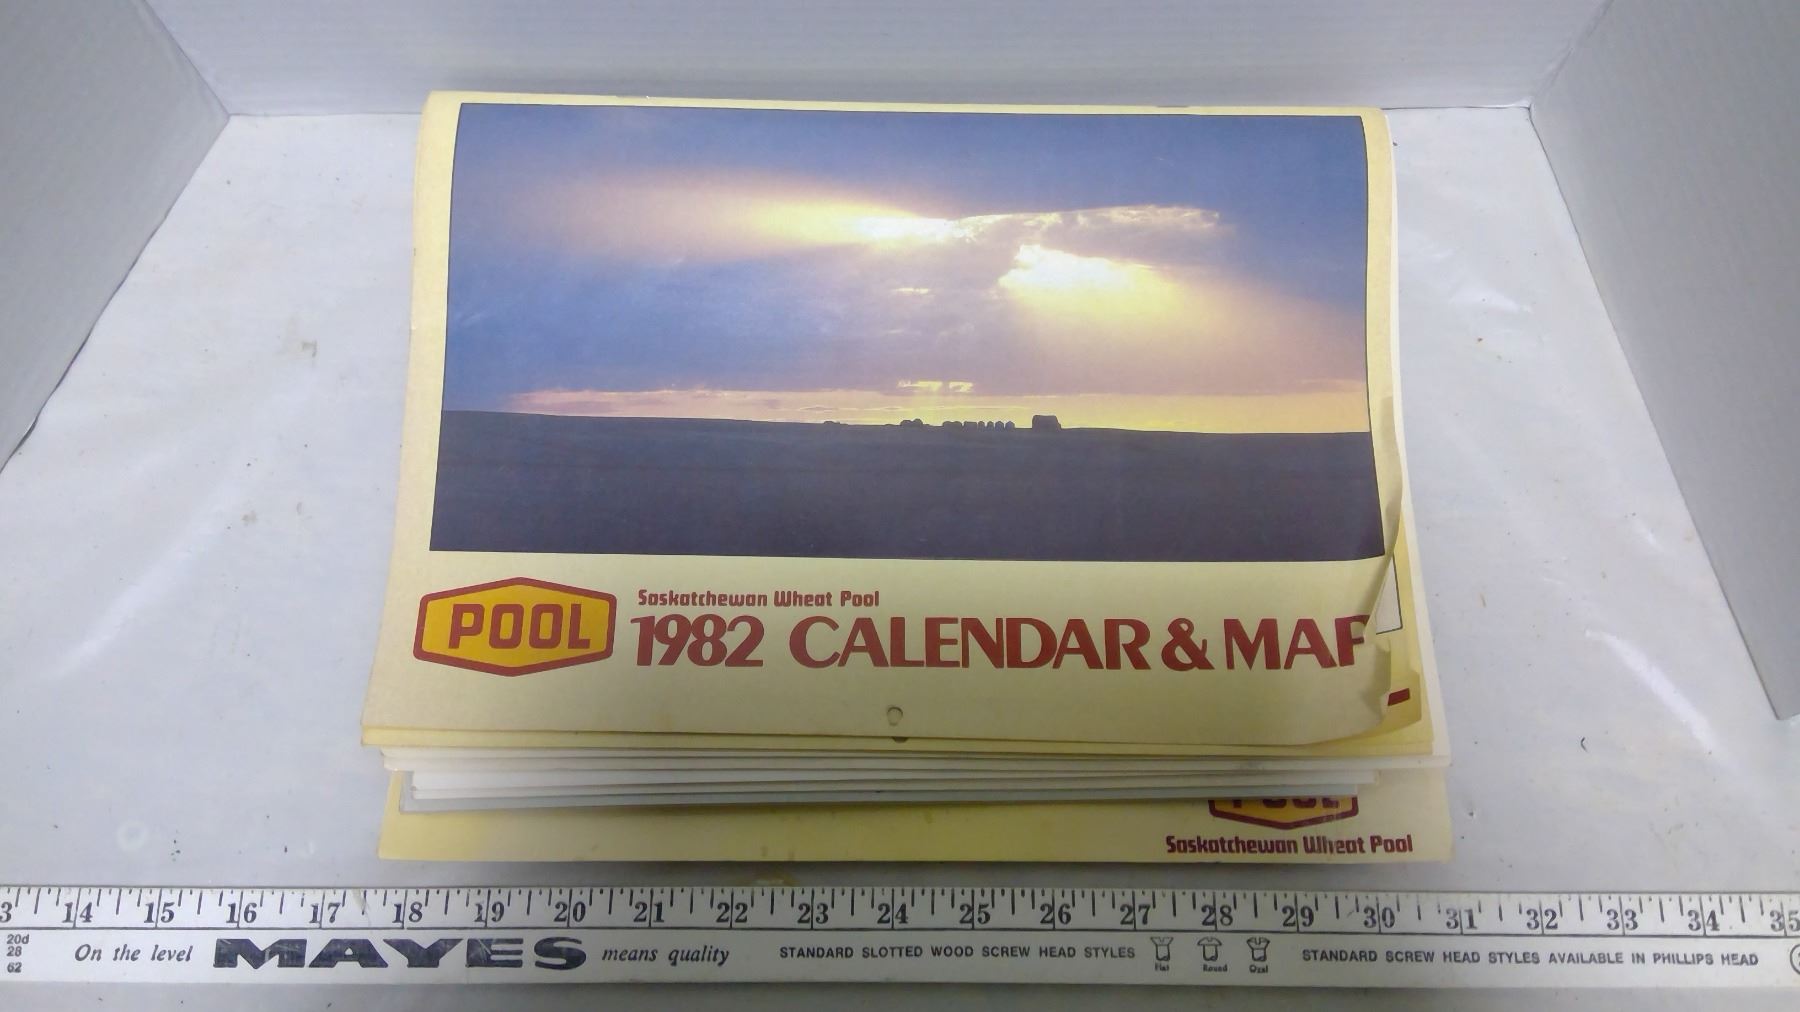 POOL
Saskatchewan Wheat Pool
1982 CALENDAR & MAP
POOL
Saskatchewan Wheat Pool
3 14 15 16 17 18 19 20 21 22 23 24 25 26 27 28 29 30 31 32 33 34 35
20d
28
62
On the level MAYES means quality STANDARD SLOTTED WOOD SCREW HEAD STYLES Flat Round Oval STANDARD SCREW HEAD STYLES AVAILABLE IN PHILLIPS HEAD